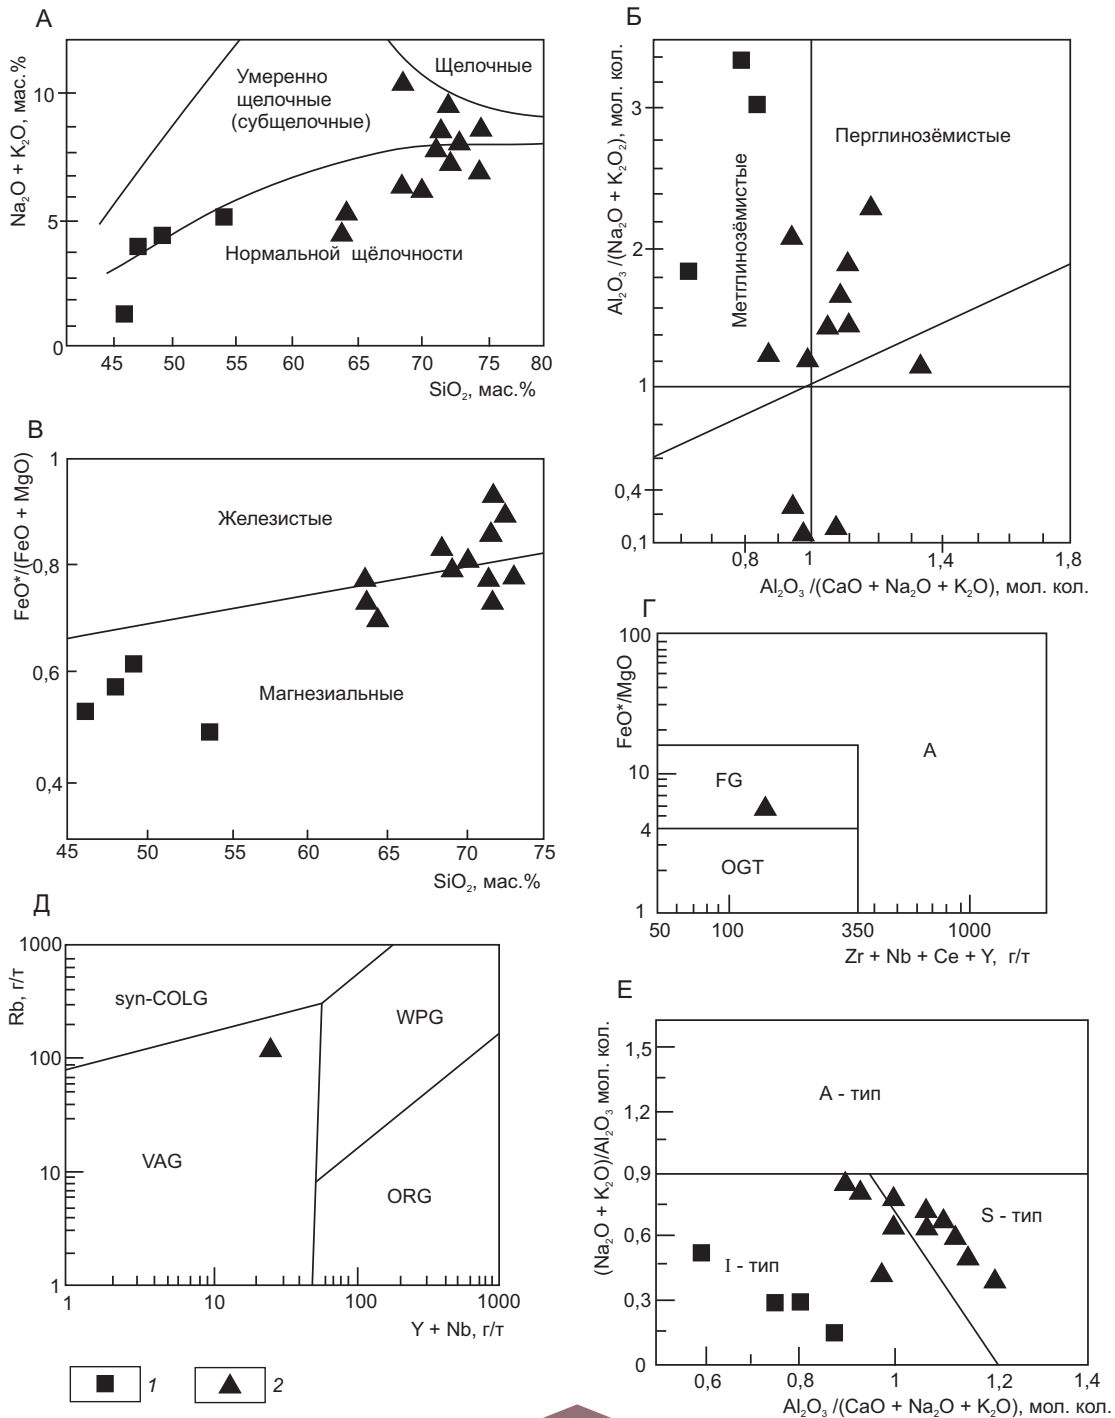 А
Na₂O + K₂O, мас.%
10
5
0
Умеренно
щелочные
(субщелочные)
Щелочные
Нормальной щёлочности
45 50 55 60 65 70 75 80
SiO₂, мас.%
Б
Al₂O₃ /(Na₂O + K₂O₂), мол. кол.
3
2
1
0,4
0,1
Метглинозёмистые
Перглинозёмистые
0,8 1 1,4 1,8
Al₂O₃ /(CaO + Na₂O + K₂O), мол. кол.
В
FeO*/(FeO + MgO)
1
0,8
0,6
0,4
Железистые
Магнезиальные
45 50 55 60 65 70 75
SiO₂, мас.%
Г
FeO*/MgO
100
10
4
1
FG
A
OGT
50 100 350 1000
Zr + Nb + Ce + Y, г/т
Д
Rb, г/т
1000
100
10
1
syn-COLG
WPG
VAG
ORG
1 10 100 1000
Y + Nb, г/т
Е
(Na₂O + K₂O)/Al₂O₃ мол. кол.
1,5
1,2
0,9
0,6
0,3
0
А - тип
S - тип
I - тип
0,6 0,8 1 1,2 1,4
Al₂O₃ /(CaO + Na₂O + K₂O), мол. кол.
1 2